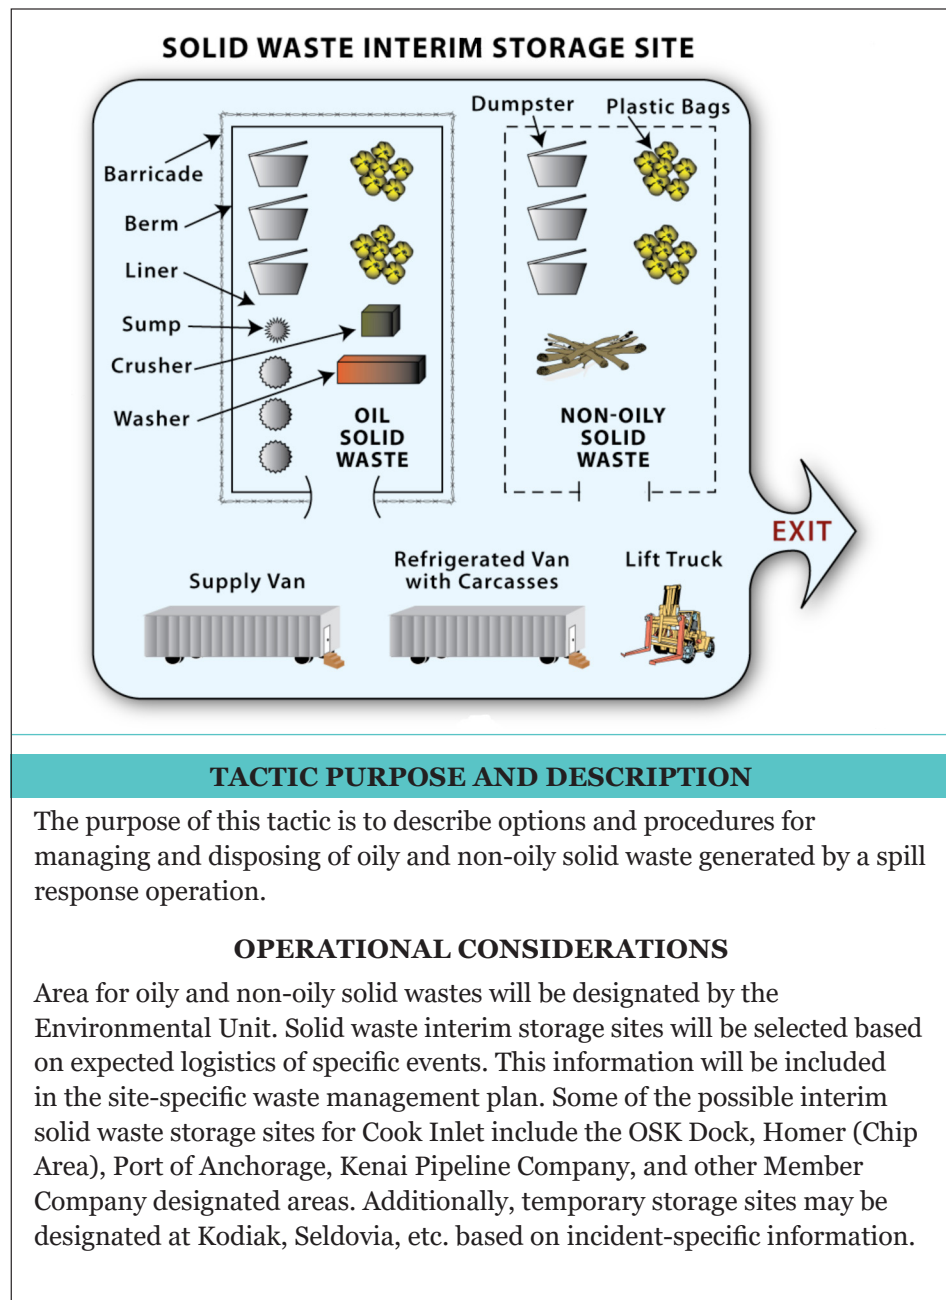 SOLID WASTE INTERIM STORAGE SITE
Dumpster
Plastic Bags
Barricade
Berm
Liner
Sump
Crusher
Washer
OIL
SOLID
WASTE
NON-OILY
SOLID
WASTE
EXIT
Supply Van
Refrigerated Van
with Carcasses
Lift Truck
TACTIC PURPOSE AND DESCRIPTION
The purpose of this tactic is to describe options and procedures for
managing and disposing of oily and non-oily solid waste generated by a spill
response operation.
OPERATIONAL CONSIDERATIONS
Area for oily and non-oily solid wastes will be designated by the
Environmental Unit. Solid waste interim storage sites will be selected based
on expected logistics of specific events. This information will be included
in the site-specific waste management plan. Some of the possible interim
solid waste storage sites for Cook Inlet include the OSK Dock, Homer (Chip
Area), Port of Anchorage, Kenai Pipeline Company, and other Member
Company designated areas. Additionally, temporary storage sites may be
designated at Kodiak, Seldovia, etc. based on incident-specific information.